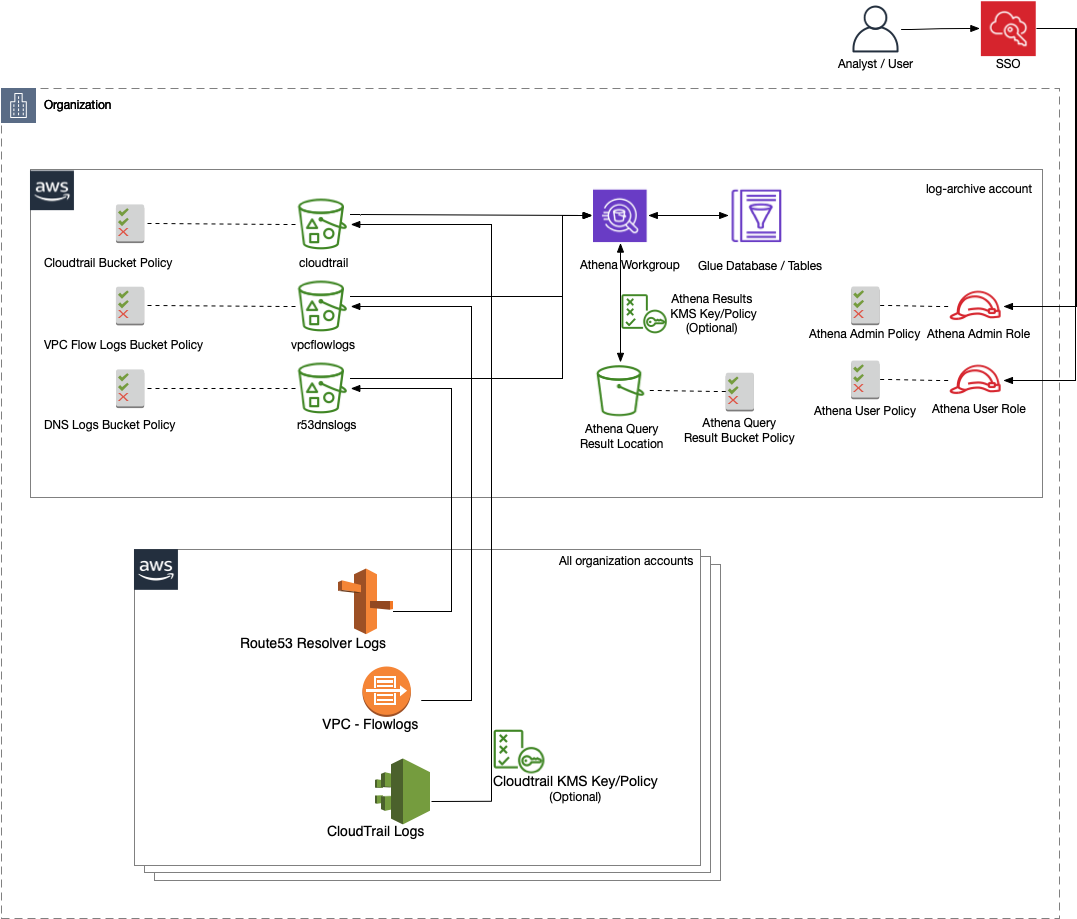 Analyst / User
SSO
Organization
aws
log-archive account
Cloudtrail Bucket Policy
cloudtrail
Athena Workgroup
Glue Database / Tables
VPC Flow Logs Bucket Policy
vpcflowlogs
Athena Results
KMS Key/Policy
(Optional)
Athena Admin Policy
Athena Admin Role
DNS Logs Bucket Policy
r53dnslogs
Athena Query
Result Location
Athena Query
Result Bucket Policy
Athena User Policy
Athena User Role
aws
All organization accounts
Route53 Resolver Logs
VPC - Flowlogs
Cloudtrail KMS Key/Policy
(Optional)
CloudTrail Logs